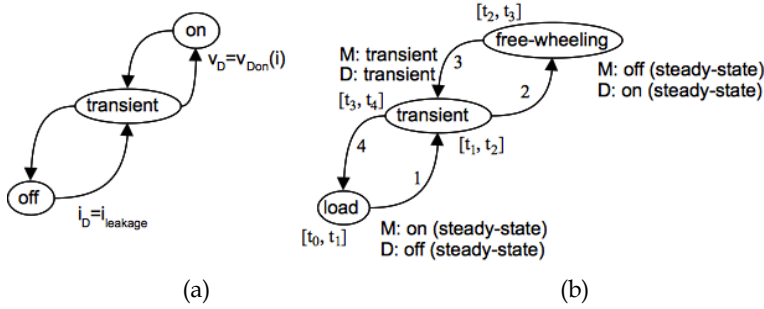 on
v_D=v_Don(i)
transient
off
i_D=i_leakage
(a)
[t₂, t₃]
free-wheeling
M: transient
D: transient
3
M: off (steady-state)
D: on (steady-state)
[t₃, t₄]
transient
2
[t₁, t₂]
4
1
load
[t₀, t₁]
M: on (steady-state)
D: off (steady-state)
(b)